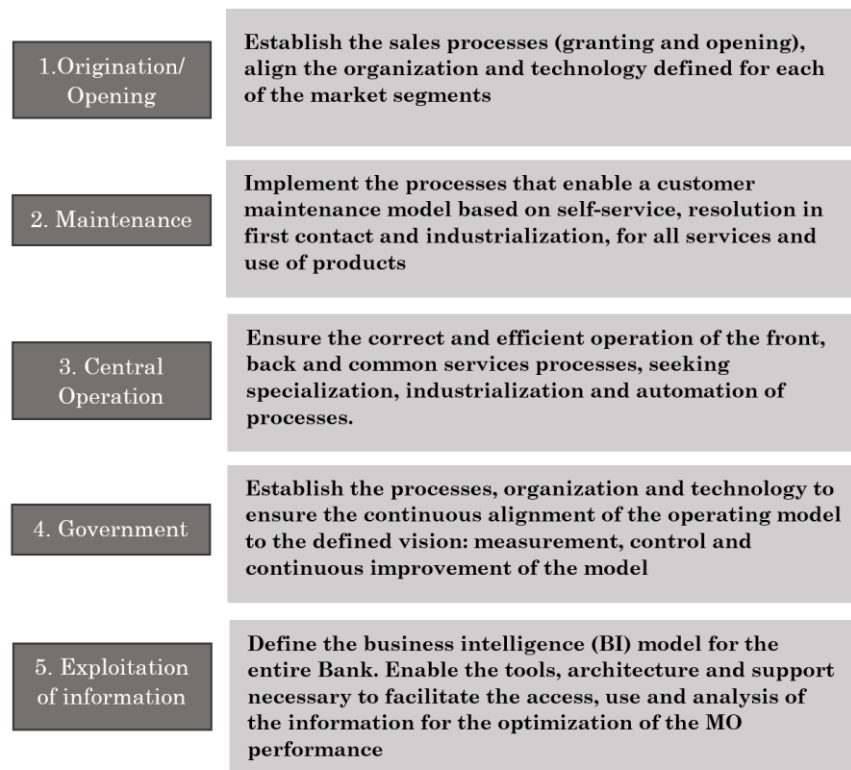 1.Origination/
Opening
Establish the sales processes (granting and opening),
align the organization and technology defined for each
of the market segments
2. Maintenance
Implement the processes that enable a customer
maintenance model based on self-service, resolution in
first contact and industrialization, for all services and
use of products
3. Central
Operation
Ensure the correct and efficient operation of the front,
back and common services processes, seeking
specialization, industrialization and automation of
processes.
4. Government
Establish the processes, organization and technology to
ensure the continuous alignment of the operating model
to the defined vision: measurement, control and
continuous improvement of the model
5. Exploitation
of information
Define the business intelligence (BI) model for the
entire Bank. Enable the tools, architecture and support
necessary to facilitate the access, use and analysis of
the information for the optimization of the MO
performance